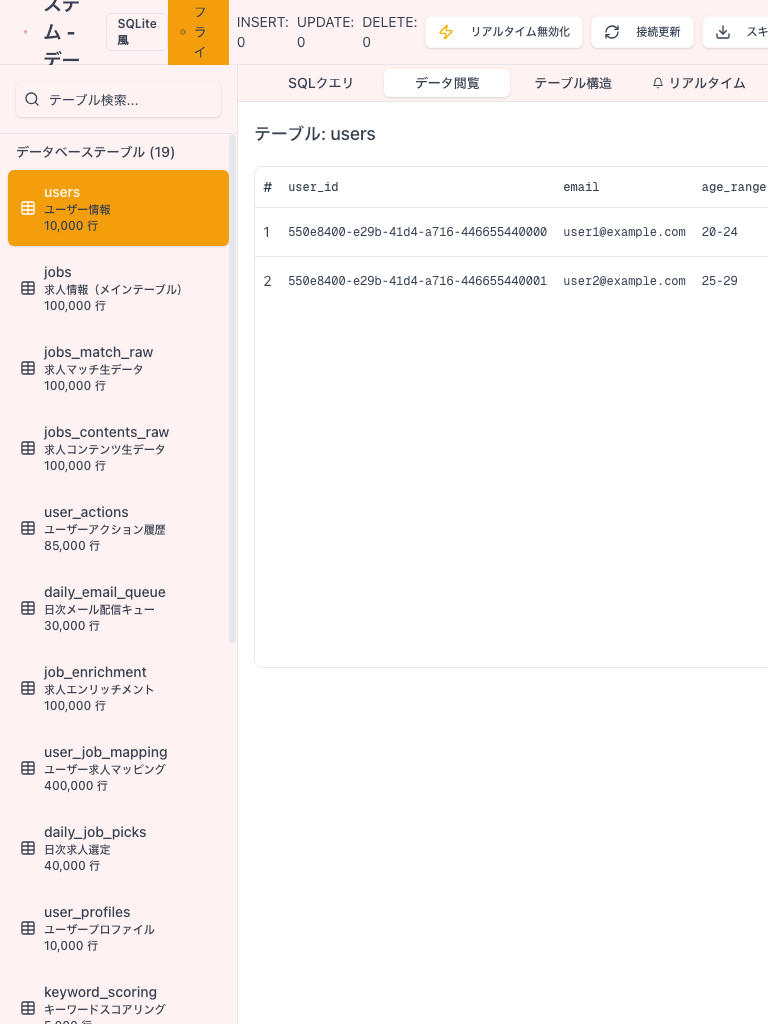 ステ
ム -
デー
SQLite
風
フ
ラ
イ
INSERT:
0
UPDATE:
0
DELETE:
0
リアルタイム無効化
接続更新
スキ
SQLクエリ
データ閲覧
テーブル構造
リアルタイム
テーブル検索...
データベーステーブル (19)
users
ユーザー情報
10,000 行
jobs
求人情報（メインテーブル）
100,000 行
jobs_match_raw
求人マッチ生データ
100,000 行
jobs_contents_raw
求人コンテンツ生データ
100,000 行
user_actions
ユーザーアクション履歴
85,000 行
daily_email_queue
日次メール配信キュー
30,000 行
job_enrichment
求人エンリッチメント
100,000 行
user_job_mapping
ユーザー求人マッピング
400,000 行
daily_job_picks
日次求人選定
40,000 行
user_profiles
ユーザープロファイル
10,000 行
keyword_scoring
キーワードスコアリング
テーブル: users
# user_id email age_range
1 550e8400-e29b-41d4-a716-446655440000 user1@example.com 20-24
2 550e8400-e29b-41d4-a716-446655440001 user2@example.com 25-29